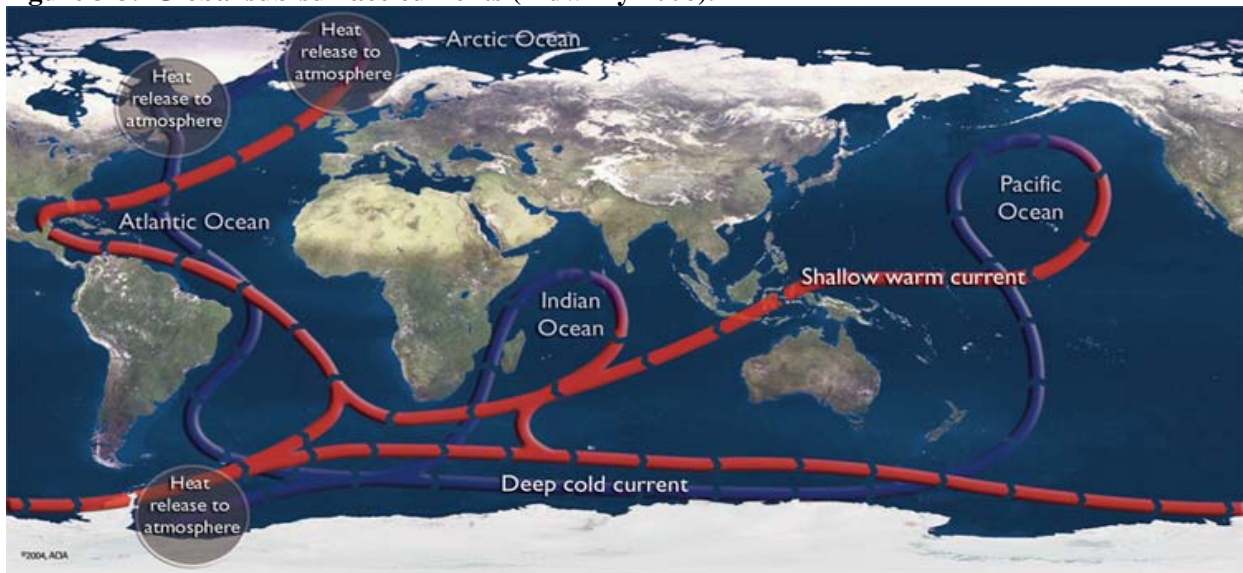 Heat
release to
atmosphere
Heat
release to
atmosphere
Arctic Ocean
Atlantic Ocean
Pacific
Ocean
Shallow warm current
Indian
Ocean
Deep cold current
Heat
release to
atmosphere
©2004, ACIA